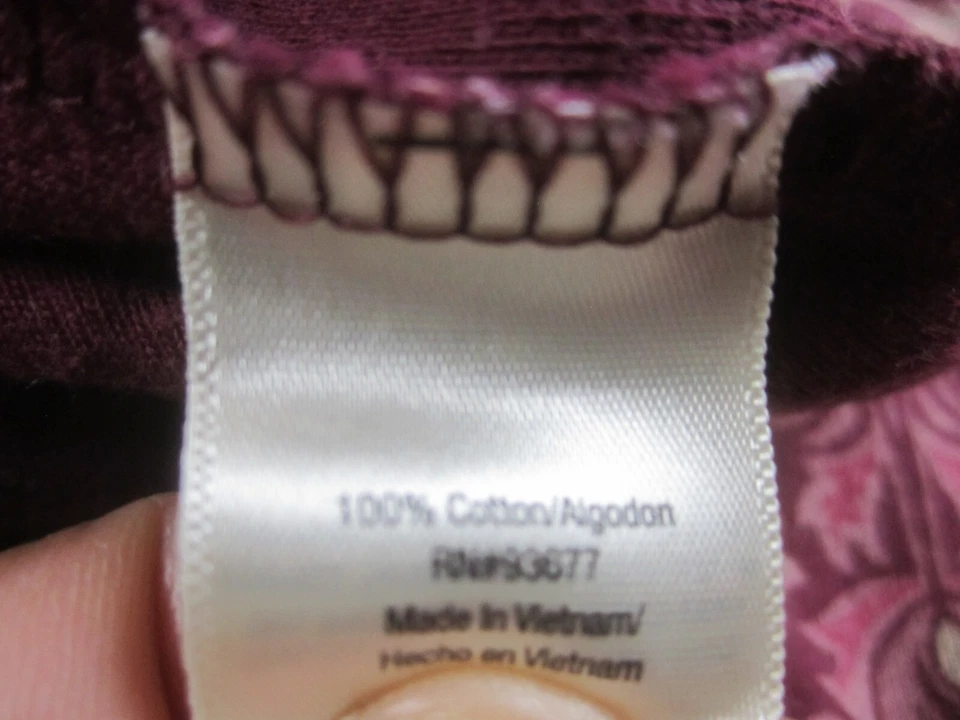 100% Cotton/Algodon
RN#93677
Made In Vietnam/
Hecho en Vietnam